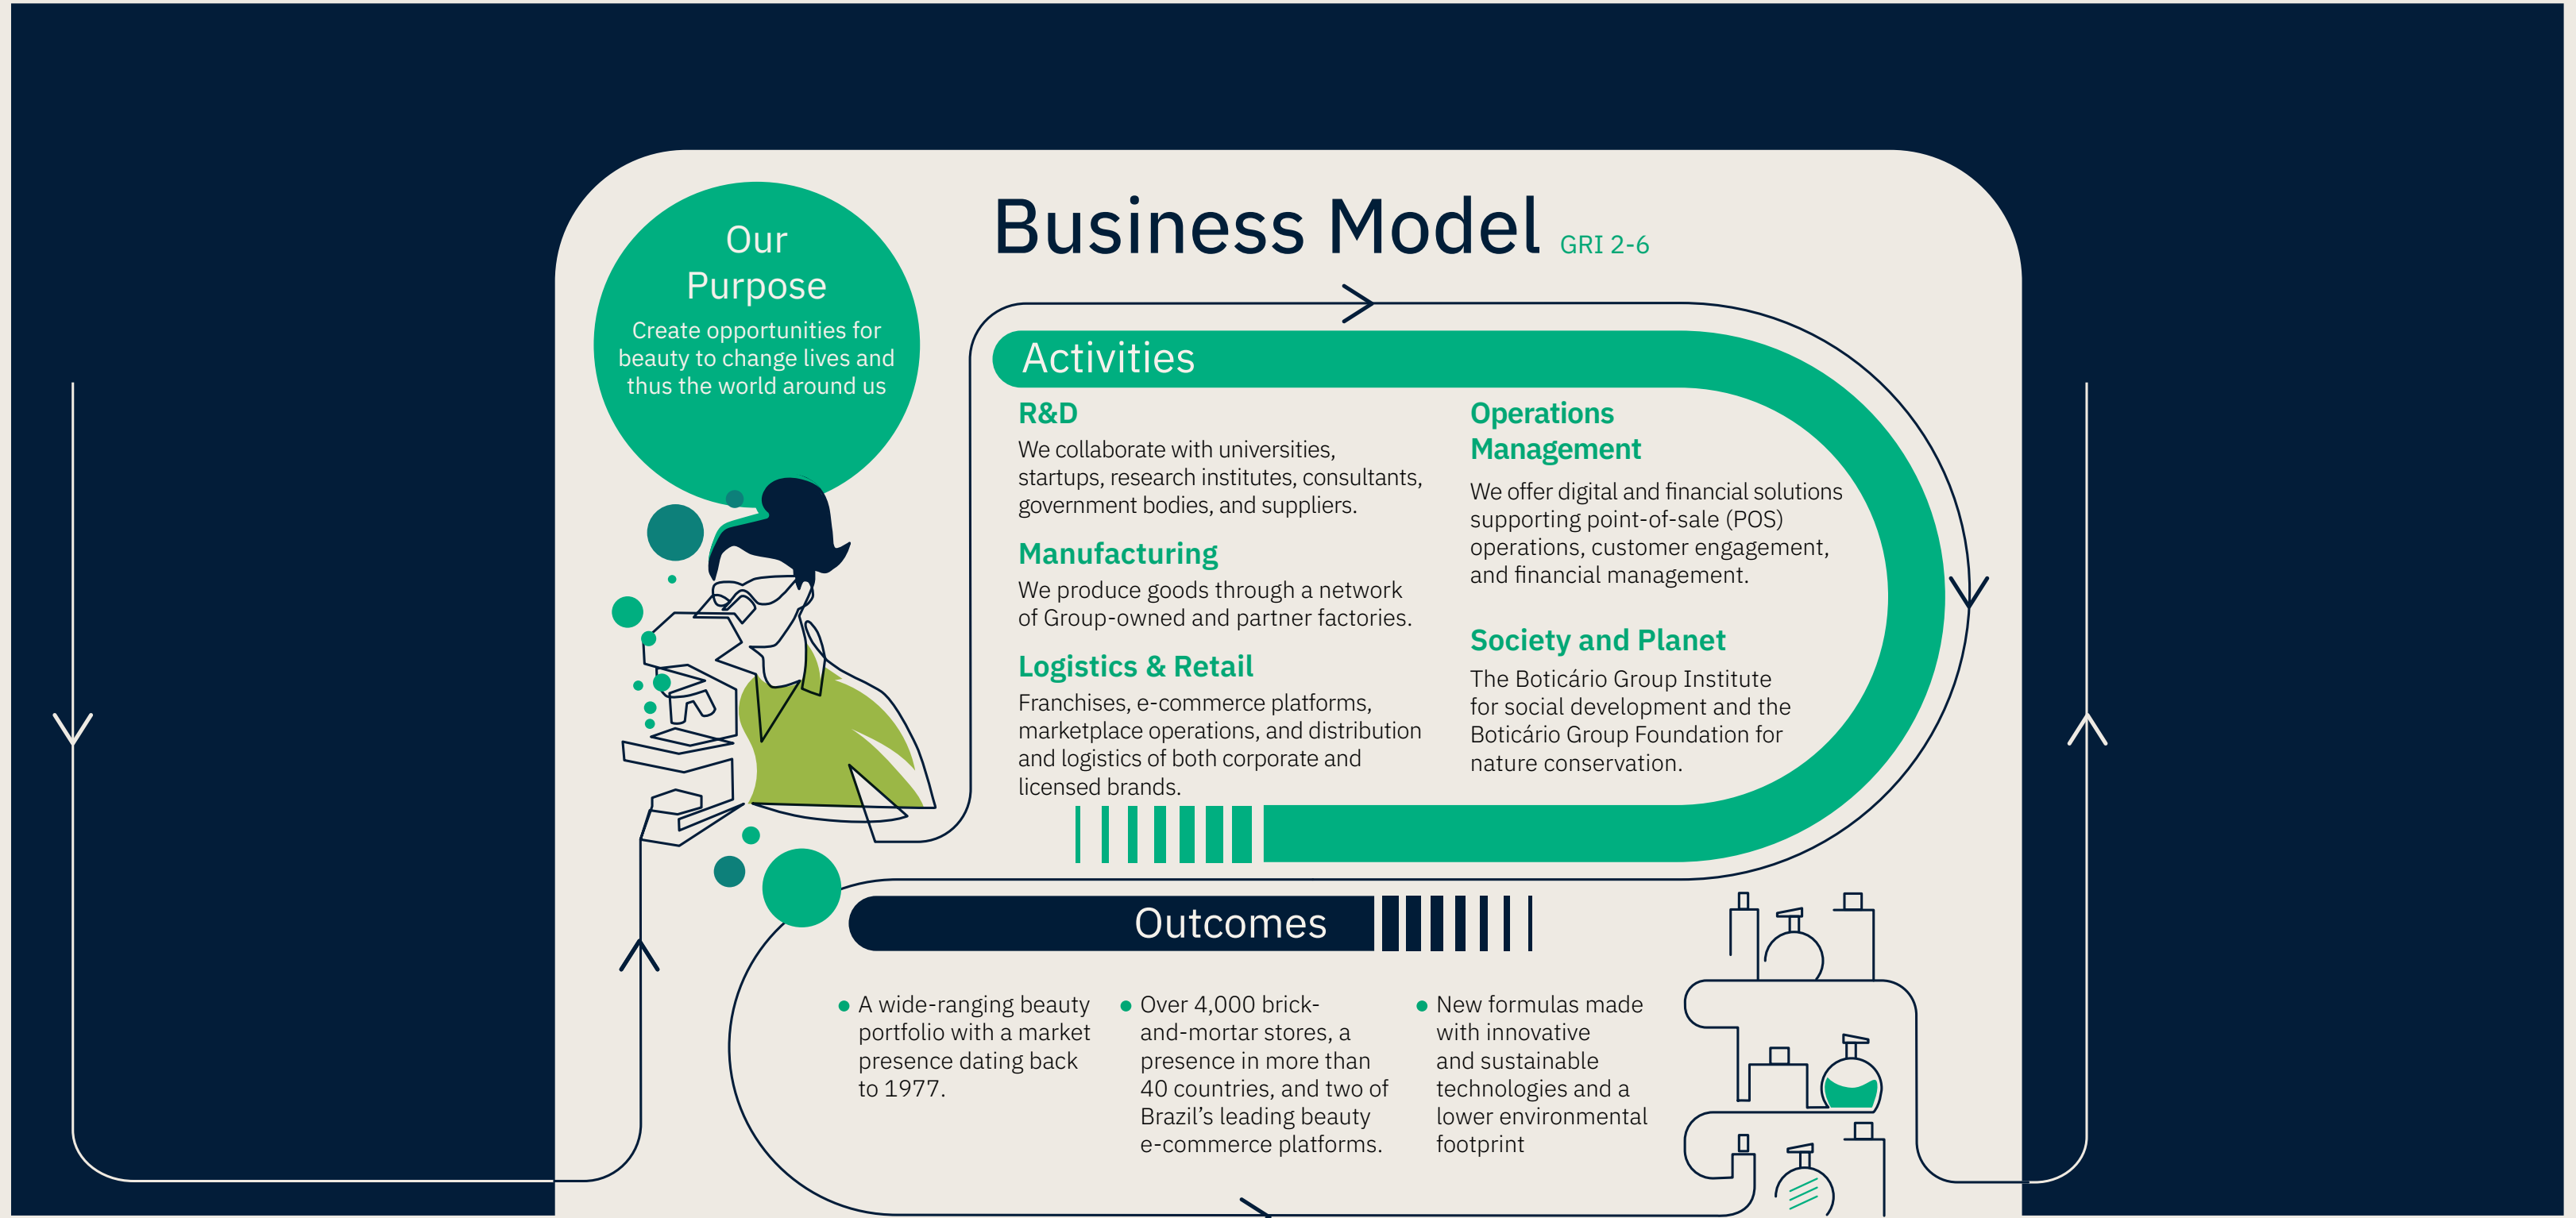 Our
Purpose
Create opportunities for
beauty to change lives and
thus the world around us
Business Model GRI 2-6
Activities
R&D
We collaborate with universities,
startups, research institutes, consultants,
government bodies, and suppliers.
Manufacturing
We produce goods through a network
of Group-owned and partner factories.
Logistics & Retail
Franchises, e-commerce platforms,
marketplace operations, and distribution
and logistics of both corporate and
licensed brands.
Operations
Management
We offer digital and financial solutions
supporting point-of-sale (POS)
operations, customer engagement,
and financial management.
Society and Planet
The Boticário Group Institute
for social development and the
Boticário Group Foundation for
nature conservation.
Outcomes
A wide-ranging beauty
portfolio with a market
presence dating back
to 1977.
Over 4,000 brick-
and-mortar stores, a
presence in more than
40 countries, and two of
Brazil’s leading beauty
e-commerce platforms.
New formulas made
with innovative
and sustainable
technologies and a
lower environmental
footprint